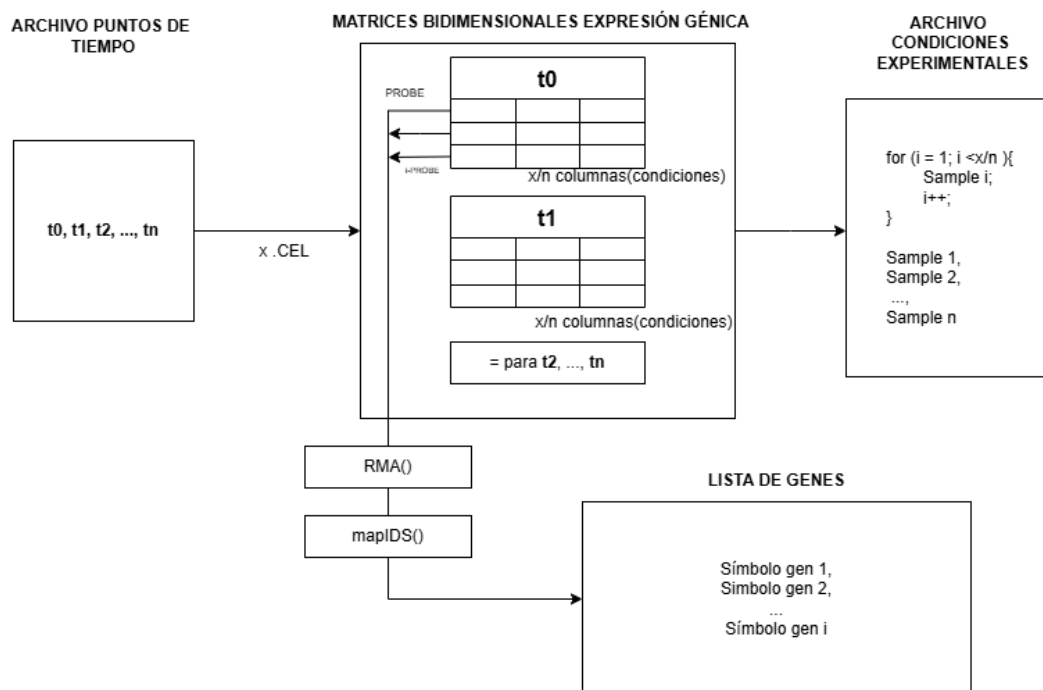 ARCHIVO PUNTOS DE
TIEMPO
t0, t1, t2, ..., tn
x .CEL
MATRICES BIDIMENSIONALES EXPRESIÓN GÉNICA
PROBE
i-PROBE
t0
x/n columnas(condiciones)
t1
x/n columnas(condiciones)
= para t2, ..., tn
ARCHIVO
CONDICIONES
EXPERIMENTALES
for (i = 1; i <x/n ){
Sample i;
i++;
}
Sample 1,
Sample 2,
...,
Sample n
RMA()
mapIDS()
LISTA DE GENES
Símbolo gen 1,
Simbolo gen 2,
...
Símbolo gen i